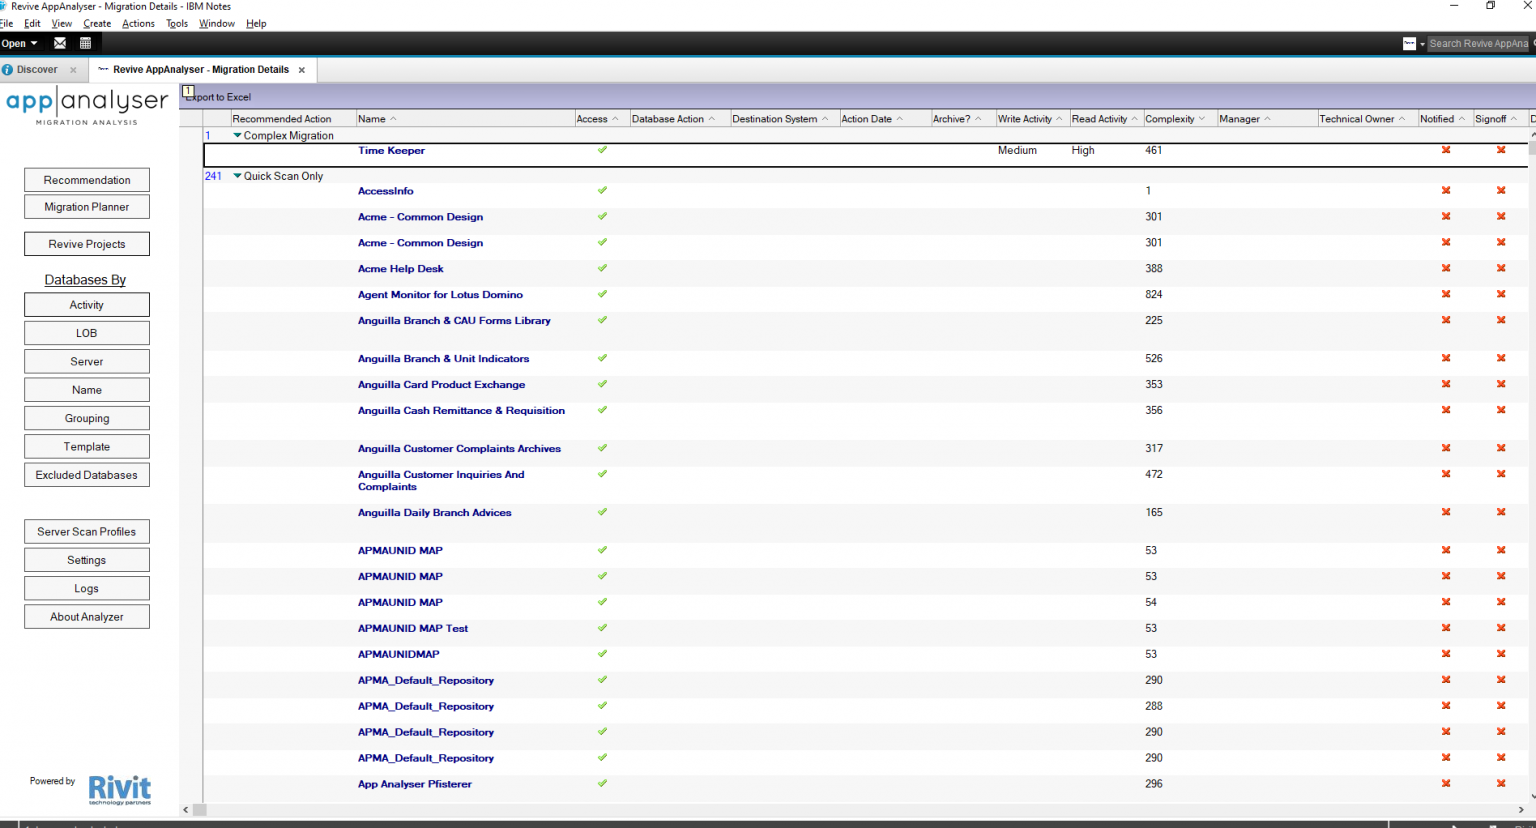 Revive AppAnalyser - Migration Details - IBM Notes
File Edit View Create Actions Tools Window Help
Open
Search Revive AppAna
Discover
Revive AppAnalyser - Migration Details
app|analyser
MIGRATION ANALYSIS
1
Export to Excel
Recommended Action Name Access Database Action Destination System Action Date Archive? Write Activity Read Activity Complexity Manager Technical Owner Notified Signoff D
1 Complex Migration
Time Keeper Medium High 461
241 Quick Scan Only
AccessInfo 1
Acme - Common Design 301
Acme - Common Design 301
Acme Help Desk 388
Agent Monitor for Lotus Domino 824
Anguilla Branch & CAU Forms Library 225
Anguilla Branch & Unit Indicators 526
Anguilla Card Product Exchange 353
Anguilla Cash Remittance & Requisition 356
Anguilla Customer Complaints Archives 317
Anguilla Customer Inquiries And 472
Complaints
Anguilla Daily Branch Advices 165
APMAUNID MAP 53
APMAUNID MAP 53
APMAUNID MAP 54
APMAUNID MAP Test 53
APMAUNIDMAP 53
APMA_Default_Repository 290
APMA_Default_Repository 288
APMA_Default_Repository 290
APMA_Default_Repository 290
App Analyser Pfisterer 296
Recommendation
Migration Planner
Revive Projects
Databases By
Activity
LOB
Server
Name
Grouping
Template
Excluded Databases
Server Scan Profiles
Settings
Logs
About Analyzer
Powered by
Rivit
technology partners